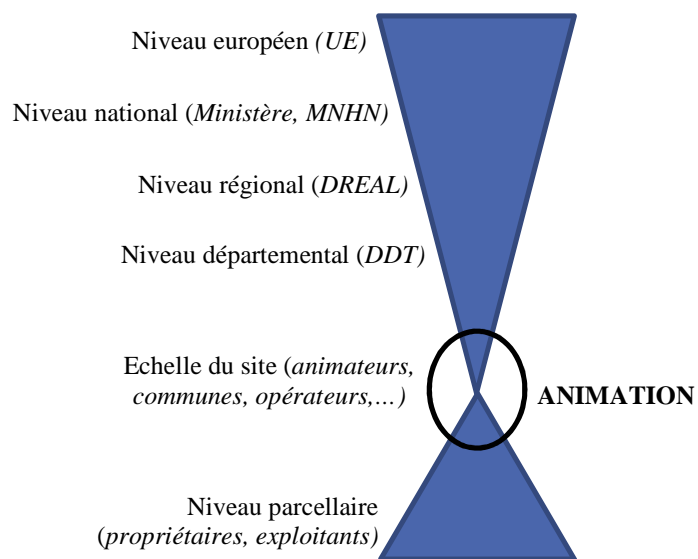 Niveau européen (UE)
Niveau national (Ministère, MNHN)
Niveau régional (DREAL)
Niveau départemental (DDT)
Echelle du site (animateurs,
communes, opérateurs,…)
ANIMATION
Niveau parcellaire
(propriétaires, exploitants)